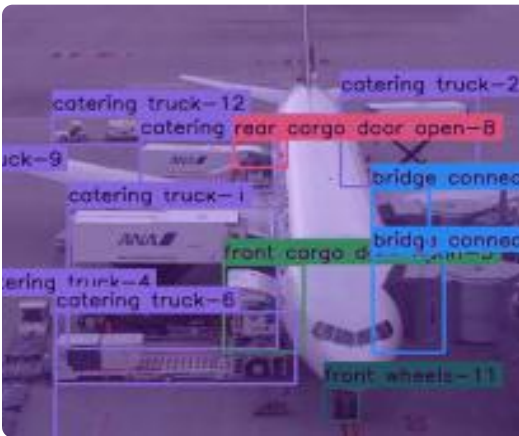 catering truck-2
catering truck-12
catering rear cargo door open-8
uck-9
bridge connec
catering truck-1
ANA
bridge connec
front cargo d
tering truck-4
catering truck-6
front wheels-11